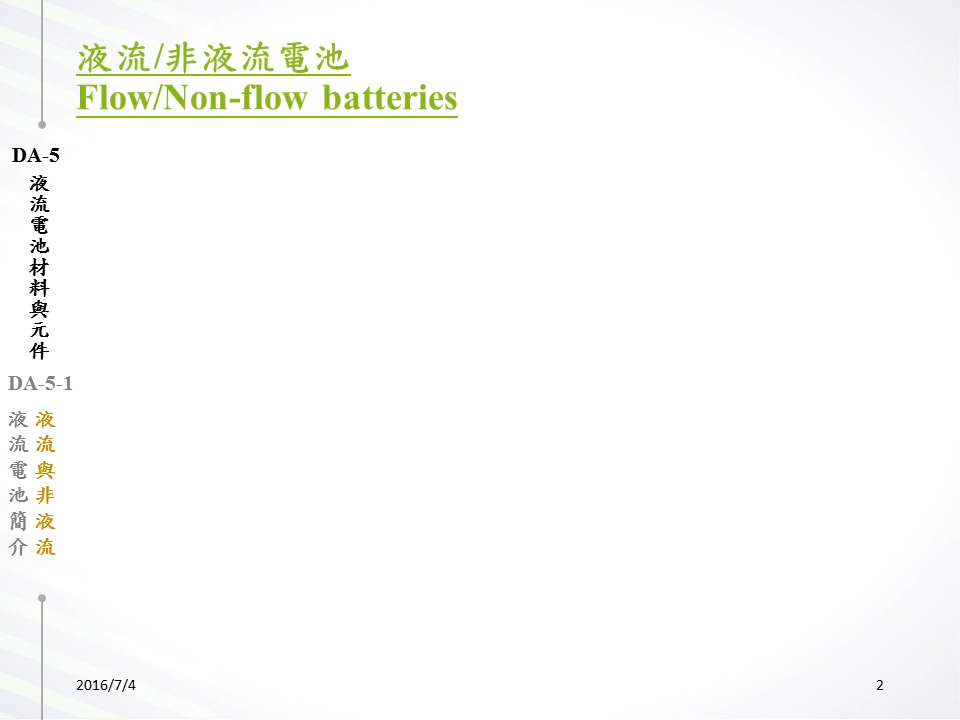 液流/非液流電池
Flow/Non-flow batteries
DA-5
液流電池材料與元件
DA-5-1
液流電池簡介
液流與非液流
2016/7/4
2